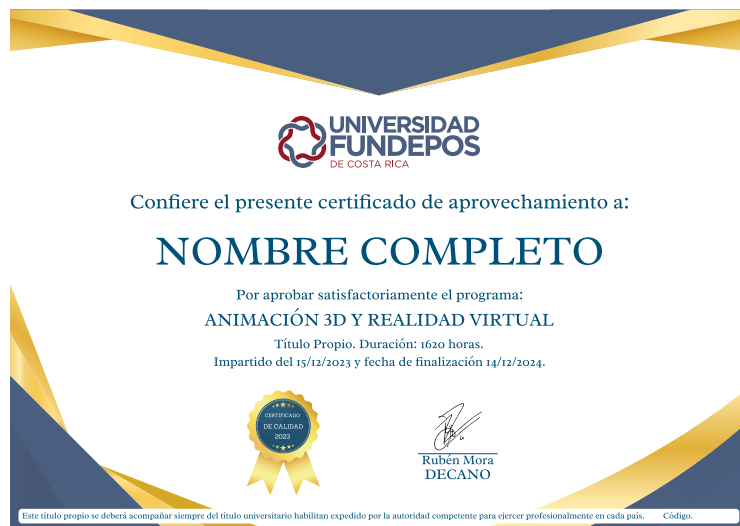 UNIVERSIDAD
FUNDEPOS
DE COSTA RICA
Confiere el presente certificado de aprovechamiento a:
NOMBRE COMPLETO
Por aprobar satisfactoriamente el programa:
ANIMACIÓN 3D Y REALIDAD VIRTUAL
Título Propio. Duración: 1620 horas.
Impartido del 15/12/2023 y fecha de finalización 14/12/2024.
CERTIFICADO
DE CALIDAD
2023
Rubén Mora
DECANO
Este título propio se deberá acompañar siempre del título universitario habilitan expedido por la autoridad competente para ejercer profesionalmente en cada país. Código.